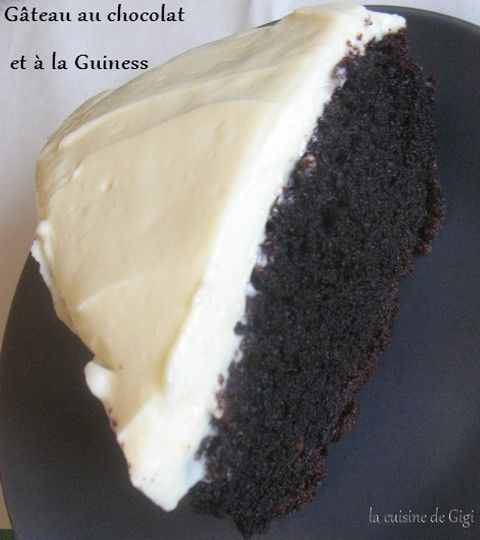 Gâteau au chocolat
et à la Guiness
la cuisine de Gigi